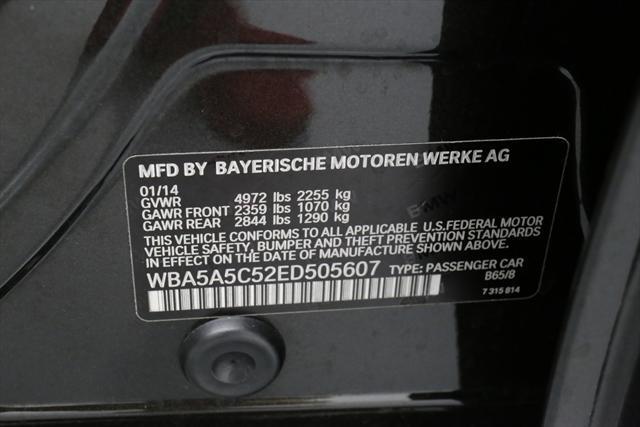 MFD BY BAYERISCHE MOTOREN WERKE AG
01/14
GVWR 4972 lbs 2255 kg
GAWR FRONT 2359 lbs 1070 kg
GAWR REAR 2844 lbs 1290 kg
THIS VEHICLE CONFORMS TO ALL APPLICABLE U.S.FEDERAL MOTOR
VEHICLE SAFETY, BUMPER AND THEFT PREVENTION STANDARDS
IN EFFECT ON THE DATE OF MANUFACTURE SHOWN ABOVE.
WBA5A5C52ED505607 TYPE: PASSENGER CAR
B65/8
7 315 814